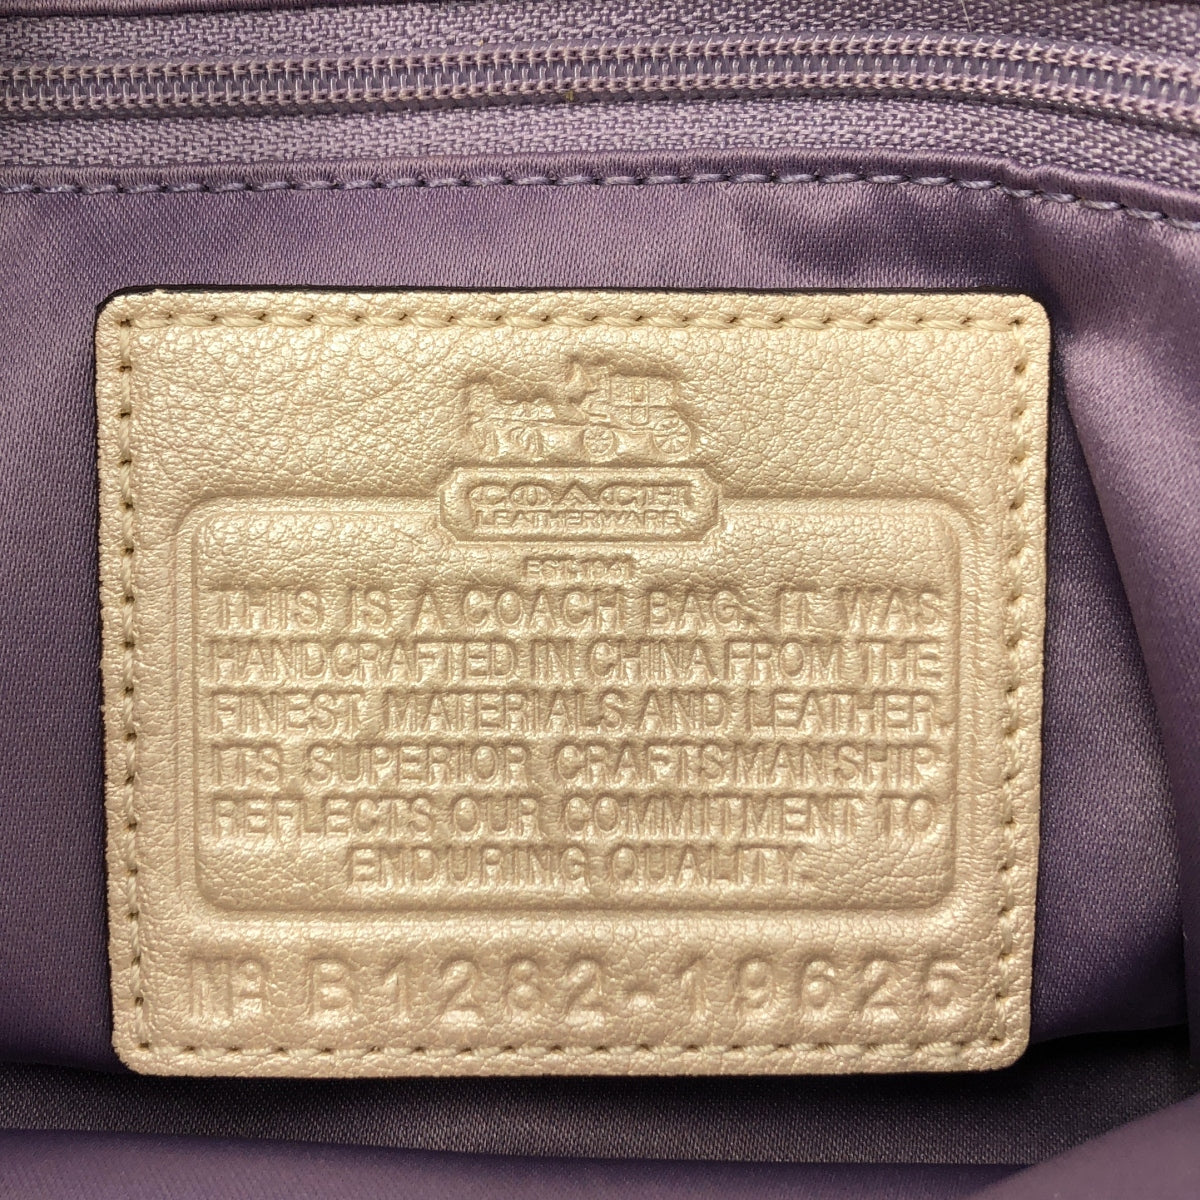 COACH
LEATHERWARE
EST. 1941
THIS IS A COACH BAG. IT WAS
HANDCRAFTED IN CHINA FROM THE
FINEST MATERIALS AND LEATHER.
ITS SUPERIOR CRAFTSMANSHIP
REFLECTS OUR COMMITMENT TO
ENDURING QUALITY.
Nº B1282-19625